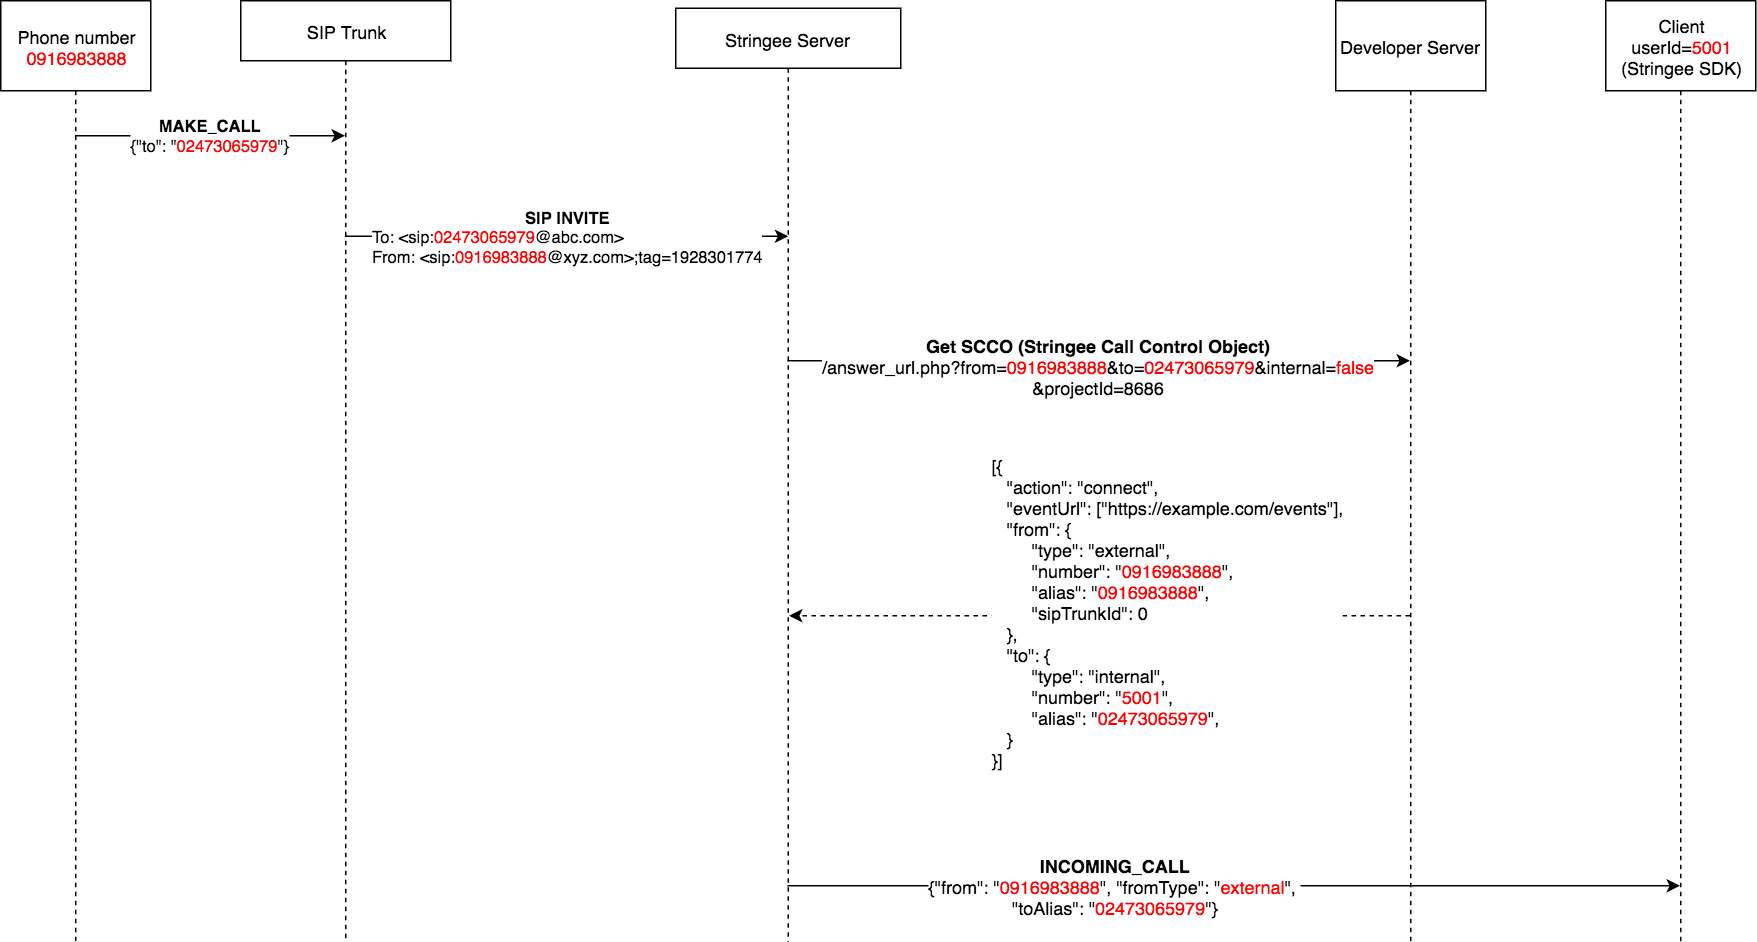 Phone number
0916983888
SIP Trunk
Stringee Server
Developer Server
Client
userId=5001
(Stringee SDK)
MAKE_CALL
{"to": "02473065979"}
SIP INVITE
To: <sip:02473065979@abc.com>
From: <sip:0916983888@xyz.com>;tag=1928301774
Get SCCO (Stringee Call Control Object)
/answer_url.php?from=0916983888&to=02473065979&internal=false
&projectId=8686
[{
"action": "connect",
"eventUrl": ["https://example.com/events"],
"from": {
"type": "external",
"number": "0916983888",
"alias": "0916983888",
"sipTrunkId": 0
},
"to": {
"type": "internal",
"number": "5001",
"alias": "02473065979",
}
}]
INCOMING_CALL
{"from": "0916983888", "fromType": "external",
"toAlias": "02473065979"}